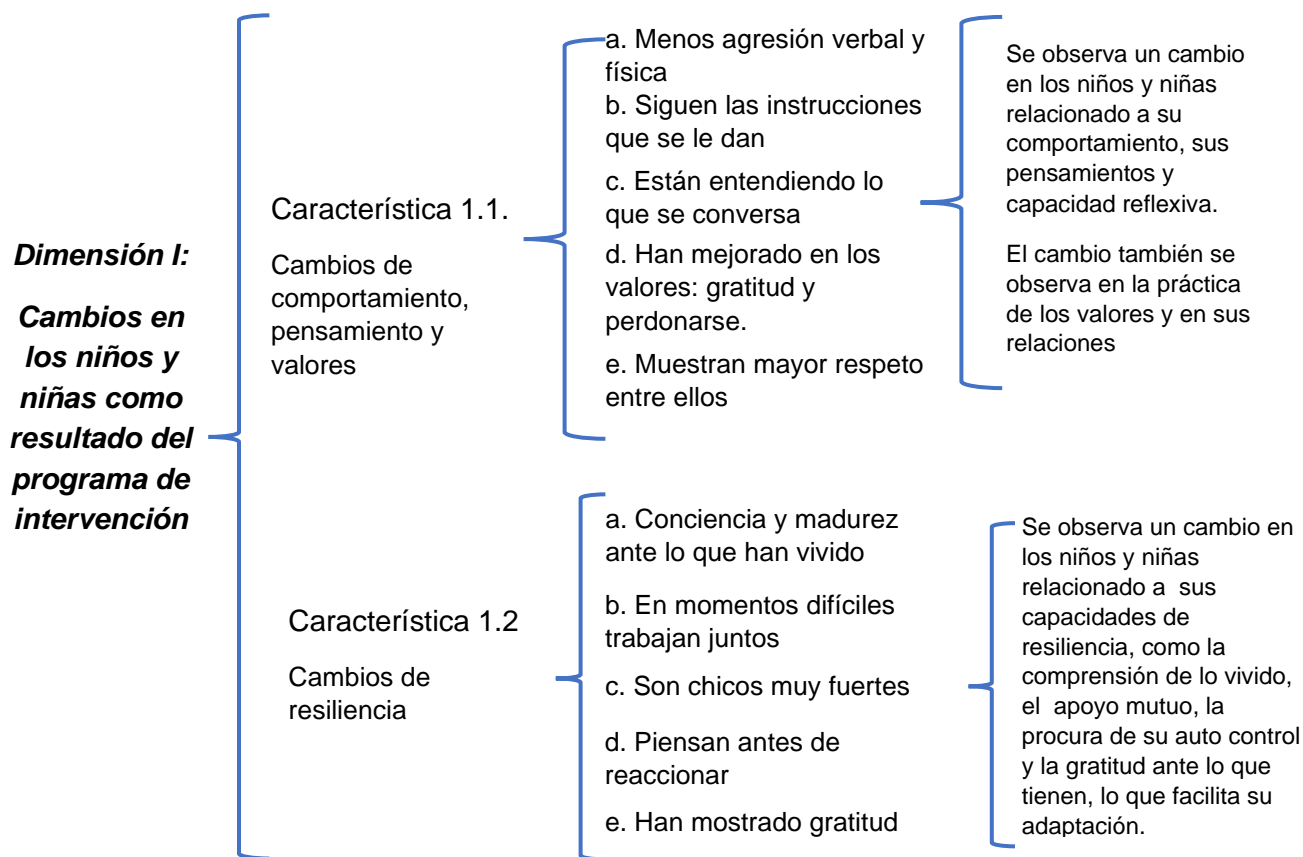 Dimensión I:
Cambios en
los niños y
niñas como
resultado del
programa de
intervención
Característica 1.1.
Cambios de
comportamiento,
pensamiento y
valores
a. Menos agresión verbal y
física
b. Siguen las instrucciones
que se le dan
c. Están entendiendo lo
que se conversa
d. Han mejorado en los
valores: gratitud y
perdonarse.
e. Muestran mayor respeto
entre ellos
Se observa un cambio
en los niños y niñas
relacionado a su
comportamiento, sus
pensamientos y
capacidad reflexiva.
El cambio también se
observa en la práctica
de los valores y en sus
relaciones
Característica 1.2
Cambios de
resiliencia
a. Conciencia y madurez
ante lo que han vivido
b. En momentos difíciles
trabajan juntos
c. Son chicos muy fuertes
d. Piensan antes de
reaccionar
e. Han mostrado gratitud
Se observa un cambio en
los niños y niñas
relacionado a sus
capacidades de
resiliencia, como la
comprensión de lo vivido,
el apoyo mutuo, la
procura de su auto control
y la gratitud ante lo que
tienen, lo que facilita su
adaptación.